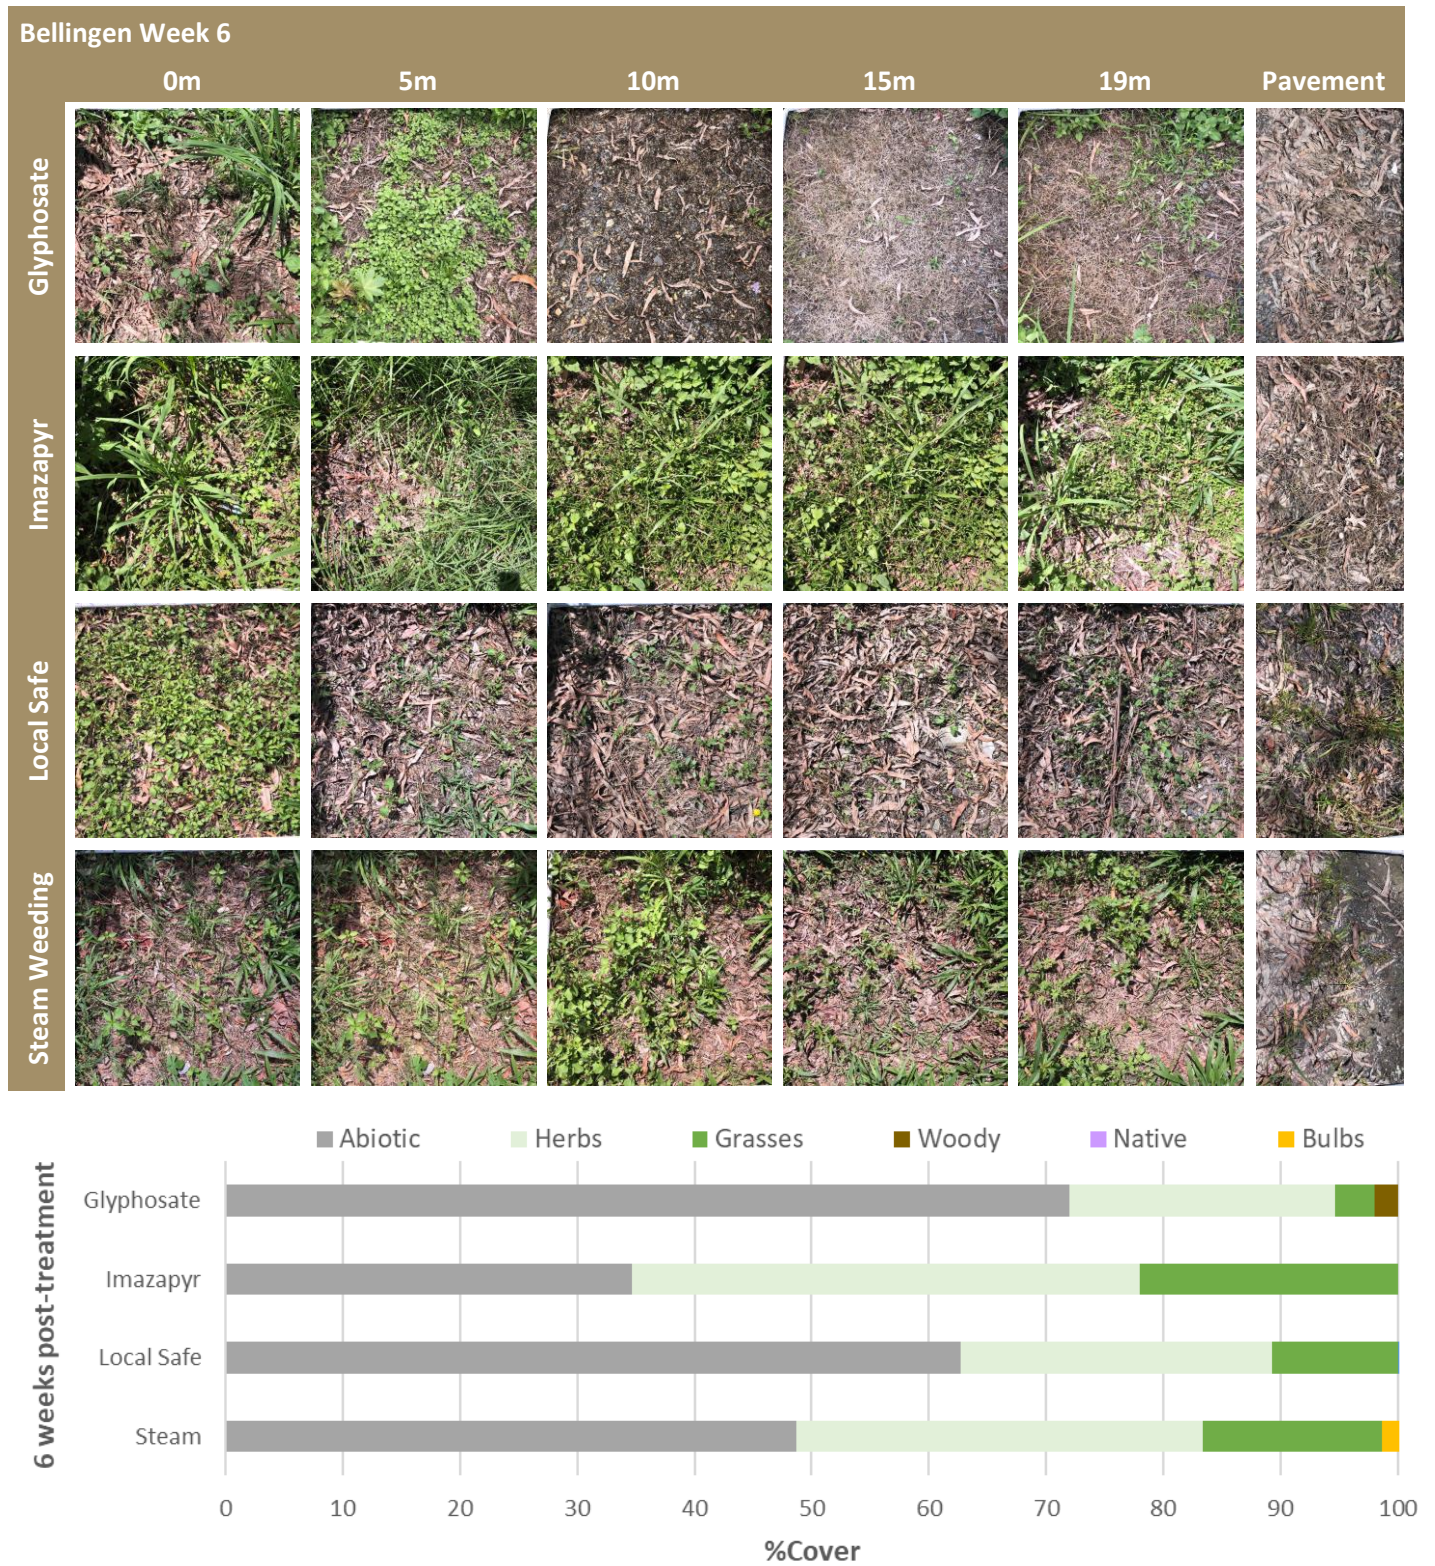 Bellingen Week 6
0m 5m 10m 15m 19m Pavement
Glyphosate
Imazapyr
Local Safe
Steam Weeding
Abiotic Herbs Grasses Woody Native Bulbs
6 weeks post-treatment
Glyphosate
Imazapyr
Local Safe
Steam
0 10 20 30 40 50 60 70 80 90 100
%Cover